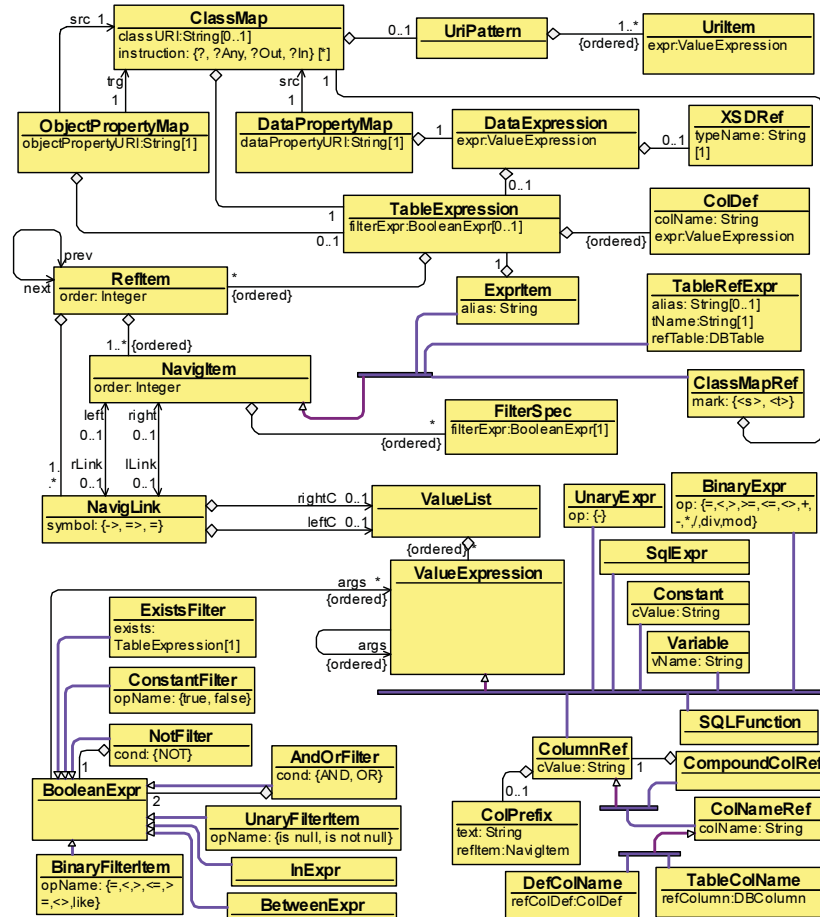 ClassMap
classURI:String[0..1]
instruction: {?, ?Any, ?Out, ?In} [*]
src 1
0..1
UriPattern
1..*
{ordered}
UriItem
expr:ValueExpression
trg
1
src
1
1
ObjectPropertyMap
objectPropertyURI:String[1]
DataPropertyMap
dataPropertyURI:String[1]
1
DataExpression
expr:ValueExpression
0..1
XSDRef
typeName: String
[1]
0..1
TableExpression
filterExpr:BooleanExpr[0..1]
1
0..1
ColDef
colName: String
expr:ValueExpression
{ordered}
prev
next
RefItem
order: Integer
*
{ordered}
1
ExprItem
alias: String
TableRefExpr
alias: String[0..1]
tName:String[1]
refTable:DBTable
1..* {ordered}
NavigItem
order: Integer
ClassMapRef
mark: {<s>, <t>}
FilterSpec
filterExpr:BooleanExpr[1]
*
{ordered}
left
0..1
right
0..1
rLink
0..1
lLink
0..1
1.
.*
NavigLink
symbol: {->, =>, =}
rightC 0..1
leftC 0..1
ValueList
{ordered} *
UnaryExpr
op: {-}
BinaryExpr
op: {=,<,>,>=,<=,<>,+,
-,*,/,div,mod}
SqlExpr
Constant
cValue: String
Variable
vName: String
ValueExpression
args *
{ordered}
args
{ordered}
ExistsFilter
exists:
TableExpression[1]
ConstantFilter
opName: {true, false}
NotFilter
cond: {NOT}
1
AndOrFilter
cond: {AND, OR}
2
BooleanExpr
UnaryFilterItem
opName: {is null, is not null}
InExpr
BetweenExpr
BinaryFilterItem
opName: {=,<,>,<=,>
=,<>,like}
SQLFunction
ColumnRef
cValue: String
1
CompoundColRef
0..1
ColPrefix
text: String
refItem:NavigItem
ColNameRef
colName: String
DefColName
refColDef:ColDef
TableColName
refColumn:DBColumn